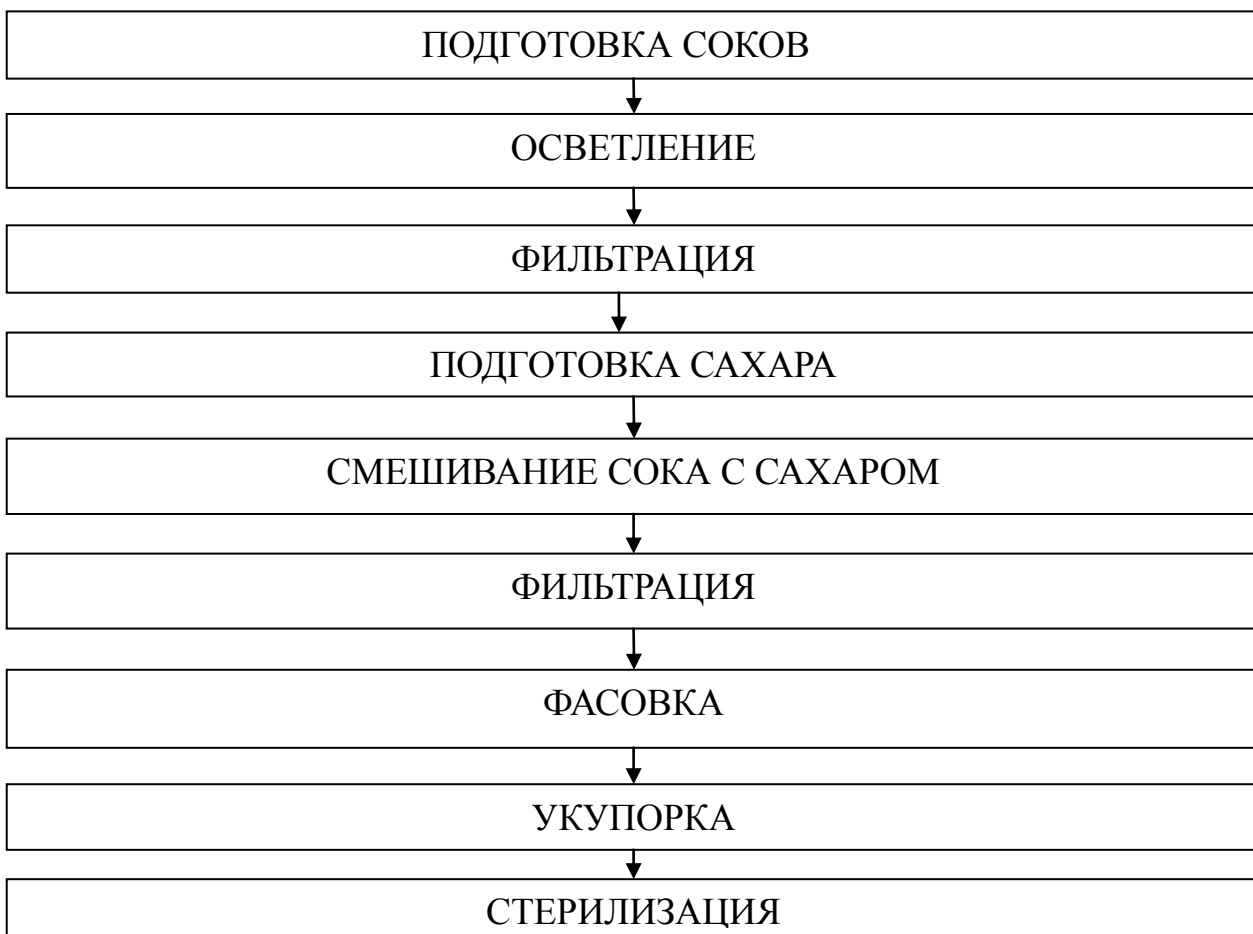 ПОДГОТОВКА СОКОВ
ОСВЕТЛЕНИЕ
ФИЛЬТРАЦИЯ
ПОДГОТОВКА САХАРА
СМЕШИВАНИЕ СОКА С САХАРОМ
ФИЛЬТРАЦИЯ
ФАСОВКА
УКУПОРКА
СТЕРИЛИЗАЦИЯ